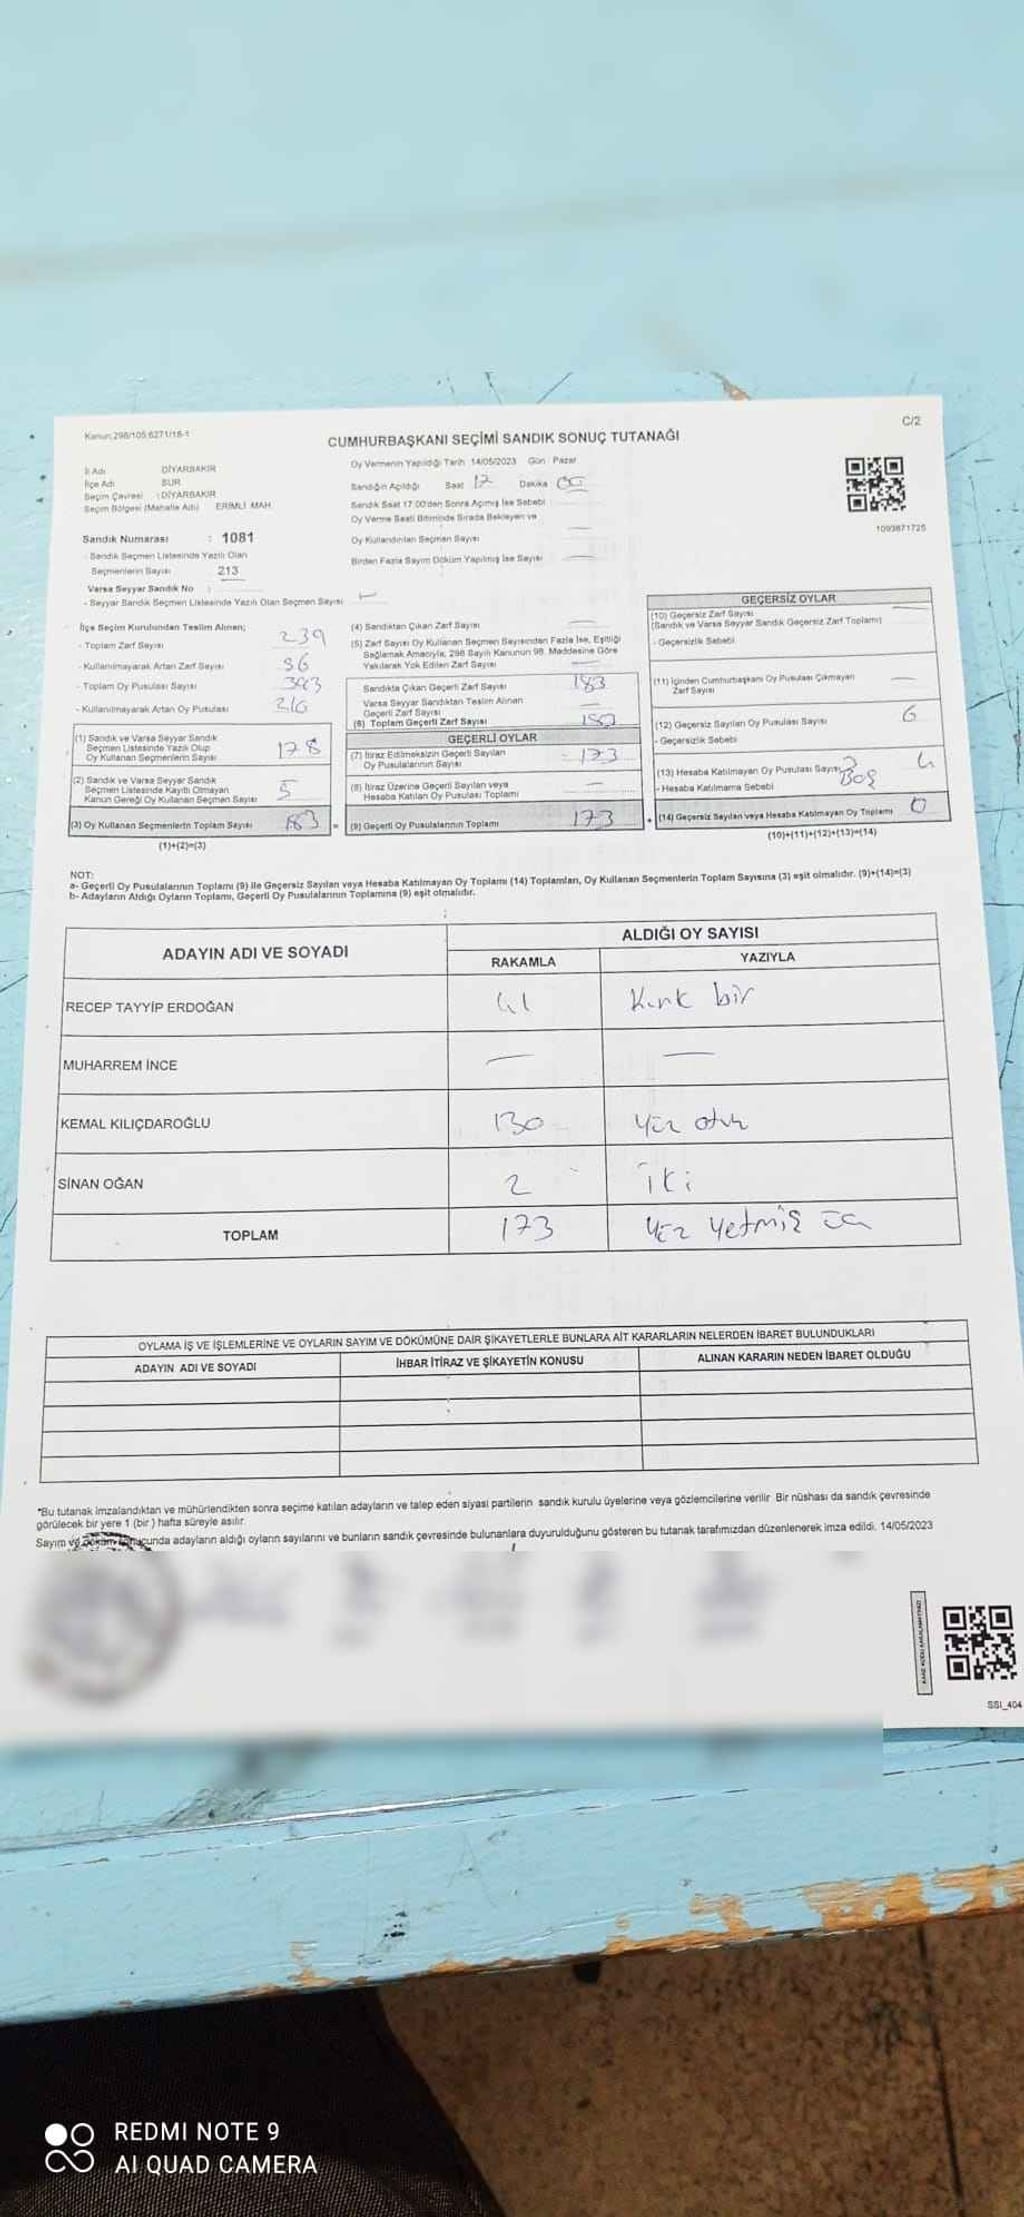 Kanun:298/105 6271/18-1
C/2
CUMHURBAŞKANI SEÇİMİ SANDIK SONUÇ TUTANAĞI
İl Adı DİYARBAKIR
İlçe Adı SUR
Seçim Çevresi : DİYARBAKIR
Seçim Bölgesi (Mahalle Adı) ERİMLİ MAH.
Sandık Numarası : 1081
- Sandık Seçmen Listesinde Yazılı Olan
Seçmenlerin Sayısı 213
Varsa Seyyar Sandık No :
- Seyyar Sandık Seçmen Listesinde Yazılı Olan Seçmen Sayısı —
Oy Vermenin Yapıldığı Tarih 14/05/2023 Gün : Pazar
Sandığın Açıldığı Saat 17 Dakika 00
Sandık Saat 17:00'den Sonra Açılmış İse Sebebi
Oy Verme Saati Bitiminde Sırada Bekleyen ve
Oy Kullandırılan Seçmen Sayısı —
Birden Fazla Sayım Döküm Yapılmış İse Sayısı —
1093871725
İlçe Seçim Kurulundan Teslim Alınan;
- Toplam Zarf Sayısı 239
- Kullanılmayarak Artan Zarf Sayısı 56
- Toplam Oy Pusulası Sayısı
- Kullanılmayarak Artan Oy Pusulası 216
(1) Sandık ve Varsa Seyyar Sandık
Seçmen Listesinde Yazılı Olup
Oy Kullanan Seçmenlerin Sayısı 178
(2) Sandık ve Varsa Seyyar Sandık
Seçmen Listesinde Kayıtlı Olmayan
Kanun Gereği Oy Kullanan Seçmen Sayısı 5
(3) Oy Kullanan Seçmenlerin Toplam Sayısı 183
(1)+(2)=(3)
(4) Sandıktan Çıkan Zarf Sayısı —
(5) Zarf Sayısı Oy Kullanan Seçmen Sayısından Fazla İse, Eşitliği
Sağlamak Amacıyla, 298 Sayılı Kanunun 98. Maddesine Göre
Yakılarak Yok Edilen Zarf Sayısı —
Sandıkta Çıkan Geçerli Zarf Sayısı 183
Varsa Seyyar Sandıktan Teslim Alınan
Geçerli Zarf Sayısı —
(6) Toplam Geçerli Zarf Sayısı
GEÇERLİ OYLAR
(7) İtiraz Edilmeksizin Geçerli Sayılan
Oy Pusulalarının Sayısı 173
(8) İtiraz Üzerine Geçerli Sayılan veya
Hesaba Katılan Oy Pusulası Toplamı —
(9) Geçerli Oy Pusulalarının Toplamı 173
GEÇERSİZ OYLAR
(10) Geçersiz Zarf Sayısı —
(Sandık ve Varsa Seyyar Sandık Geçersiz Zarf Toplamı)
- Geçersizlik Sebebi
(11) İçinden Cumhurbaşkanı Oy Pusulası Çıkmayan —
Zarf Sayısı
(12) Geçersiz Sayılan Oy Pusulası Sayısı 6
- Geçersizlik Sebebi
(13) Hesaba Katılmayan Oy Pusulası Sayısı 4
- Hesaba Katılmama Sebebi Boş
(14) Geçersiz Sayılan veya Hesaba Katılmayan Oy Toplamı
(10)+(11)+(12)+(13)=(14)
NOT:
a- Geçerli Oy Pusulalarının Toplamı (9) ile Geçersiz Sayılan veya Hesaba Katılmayan Oy Toplamı (14) Toplamları, Oy Kullanan Seçmenlerin Toplam Sayısına (3) eşit olmalıdır. (9)+(14)=(3)
b- Adayların Aldığı Oyların Toplamı, Geçerli Oy Pusulalarının Toplamına (9) eşit olmalıdır.
ADAYIN ADI VE SOYADI
ALDIĞI OY SAYISI
RAKAMLA YAZIYLA
RECEP TAYYİP ERDOĞAN 41 Kırk bir
MUHARREM İNCE — —
KEMAL KILIÇDAROĞLU 130 yüz otuz
SİNAN OĞAN 2 iki
TOPLAM 173 yüz yetmiş üç
OYLAMA İŞ VE İŞLEMLERİNE VE OYLARIN SAYIM VE DÖKÜMÜNE DAİR ŞİKAYETLERLE BUNLARA AİT KARARLARIN NELERDEN İBARET BULUNDUKLARI
ADAYIN ADI VE SOYADI İHBAR İTİRAZ VE ŞİKAYETİN KONUSU ALINAN KARARIN NEDEN İBARET OLDUĞU
*Bu tutanak imzalandıktan ve mühürlendikten sonra seçime katılan adayların ve talep eden siyasi partilerin sandık kurulu üyelerine veya gözlemcilerine verilir. Bir nüshası da sandık çevresinde
görülecek bir yere 1 (bir) hafta süreyle asılır.
Sayım ve döküm sonucunda adayların aldığı oyların sayılarını ve bunların sandık çevresinde bulunanlara duyurulduğunu gösteren bu tutanak tarafımızdan düzenlenerek imza edildi. 14/05/2023
SSI_404
REDMI NOTE 9
AI QUAD CAMERA